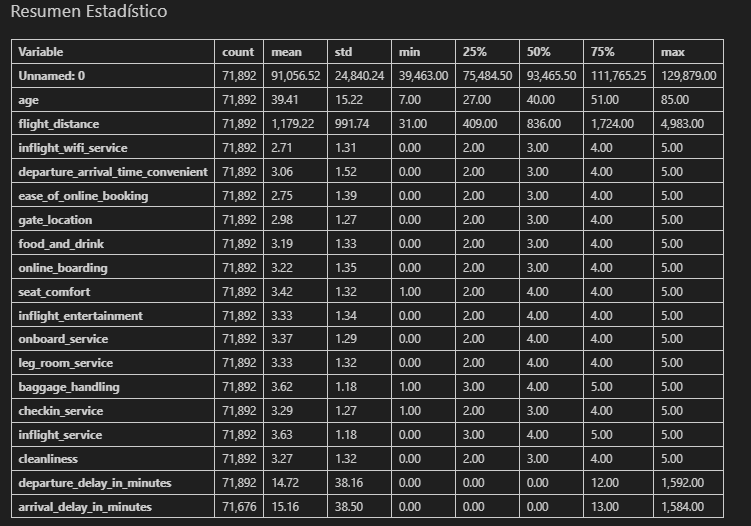 Resumen Estadístico
Variable count mean std min 25% 50% 75% max
Unnamed: 0 71,892 91,056.52 24,840.24 39,463.00 75,484.50 93,465.50 111,765.25 129,879.00
age 71,892 39.41 15.22 7.00 27.00 40.00 51.00 85.00
flight_distance 71,892 1,179.22 991.74 31.00 409.00 836.00 1,724.00 4,983.00
inflight_wifi_service 71,892 2.71 1.31 0.00 2.00 3.00 4.00 5.00
departure_arrival_time_convenient 71,892 3.06 1.52 0.00 2.00 3.00 4.00 5.00
ease_of_online_booking 71,892 2.75 1.39 0.00 2.00 3.00 4.00 5.00
gate_location 71,892 2.98 1.27 0.00 2.00 3.00 4.00 5.00
food_and_drink 71,892 3.19 1.33 0.00 2.00 3.00 4.00 5.00
online_boarding 71,892 3.22 1.35 0.00 2.00 3.00 4.00 5.00
seat_comfort 71,892 3.42 1.32 1.00 2.00 4.00 4.00 5.00
inflight_entertainment 71,892 3.33 1.34 0.00 2.00 4.00 4.00 5.00
onboard_service 71,892 3.37 1.29 0.00 2.00 4.00 4.00 5.00
leg_room_service 71,892 3.33 1.32 0.00 2.00 4.00 4.00 5.00
baggage_handling 71,892 3.62 1.18 1.00 3.00 4.00 5.00 5.00
checkin_service 71,892 3.29 1.27 1.00 2.00 3.00 4.00 5.00
inflight_service 71,892 3.63 1.18 0.00 3.00 4.00 5.00 5.00
cleanliness 71,892 3.27 1.32 0.00 2.00 3.00 4.00 5.00
departure_delay_in_minutes 71,892 14.72 38.16 0.00 0.00 0.00 12.00 1,592.00
arrival_delay_in_minutes 71,676 15.16 38.50 0.00 0.00 0.00 13.00 1,584.00